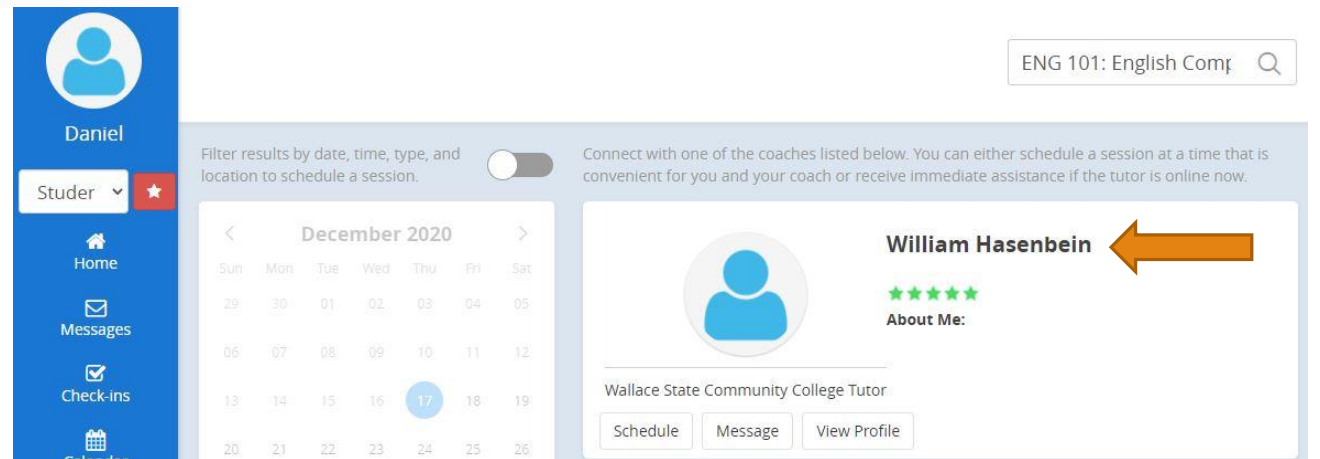 Daniel
Studer
Home
Messages
Check-ins
Calendar
ENG 101: English Comp
Filter results by date, time, type, and
location to schedule a session.
December 2020
Sun Mon Tue Wed Thu Fri Sat
29 30 01 02 03 04 05
06 07 08 09 10 11 12
13 14 15 16 17 18 19
20 21 22 23 24 25 26
Connect with one of the coaches listed below. You can either schedule a session at a time that is
convenient for you and your coach or receive immediate assistance if the tutor is online now.
William Hasenbein
About Me:
Wallace State Community College Tutor
Schedule Message View Profile